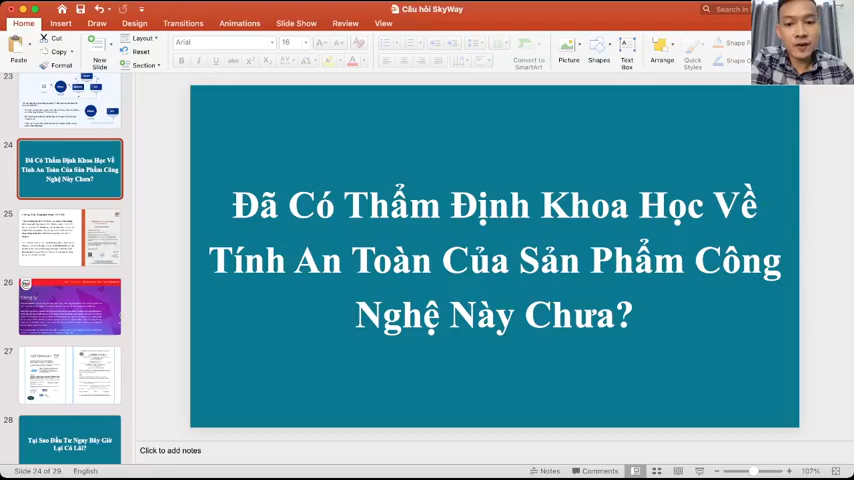 Câu hỏi SkyWay
Search in
Home Insert Draw Design Transitions Animations Slide Show Review View
Paste
Cut
Copy
Format
New
Slide
Layout
Reset
Section
Arial
16
Convert to
SmartArt
Picture
Shapes
Text
Box
Arrange
Quick
Styles
Shape
Shape
23
24
Đã Có Thẩm Định Khoa Học Về
Tính An Toàn Của Sản Phẩm Công
Nghệ Này Chưa?
25
26
Công ty
27
28
Tại Sao Đầu Tư Ngay Bây Giờ
Lại Có Lãi?
Đã Có Thẩm Định Khoa Học Về
Tính An Toàn Của Sản Phẩm Công
Nghệ Này Chưa?
Click to add notes
Slide 24 of 29 English Notes Comments 107%